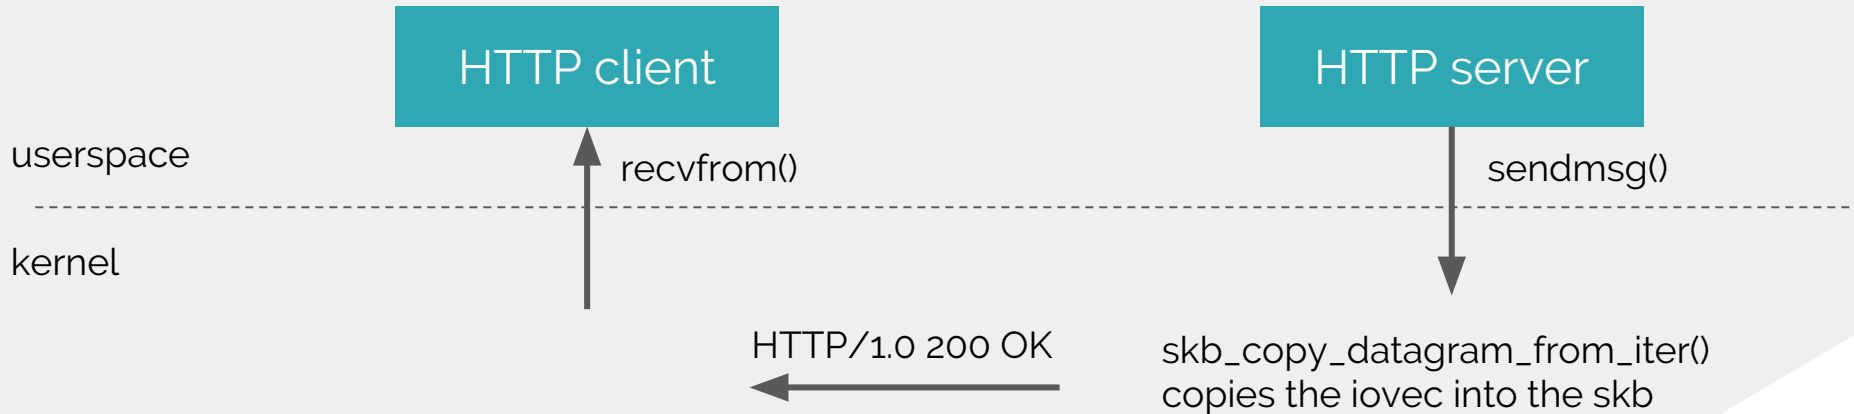 HTTP client
HTTP server
userspace
recvfrom()
sendmsg()
kernel
HTTP/1.0 200 OK
skb_copy_datagram_from_iter()
copies the iovec into the skb